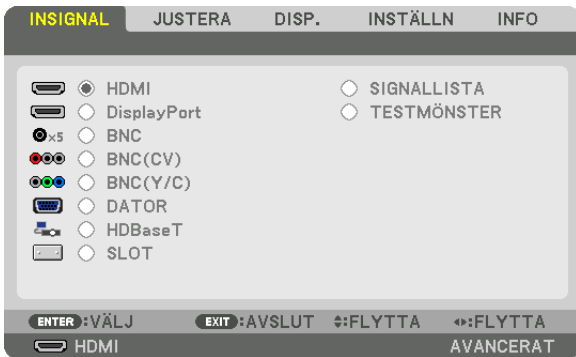 INSIGNAL JUSTERA DISP. INSTÄLLN INFO
HDMI SIGNALLISTA
DisplayPort TESTMÖNSTER
×5 BNC
BNC(CV)
BNC(Y/C)
DATOR
HDBaseT
SLOT
ENTER:VÄLJ EXIT:AVSLUT :FLYTTA :FLYTTA
HDMI AVANCERAT